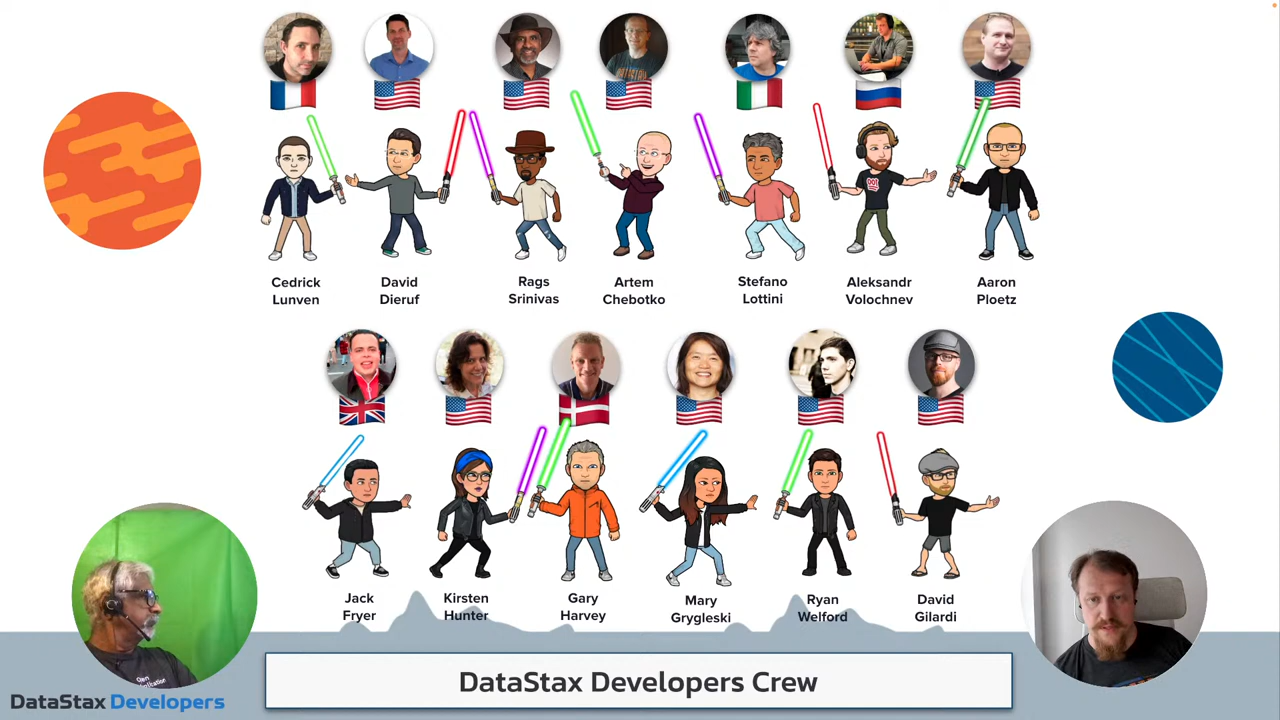 Cedrick
Lunven
David
Dieruf
Rags
Srinivas
Artem
Chebotko
Stefano
Lottini
Aleksandr
Volochnev
Aaron
Ploetz
Jack
Fryer
Kirsten
Hunter
Gary
Harvey
Mary
Grygleski
Ryan
Welford
David
Gilardi
DataStax Developers Crew
DataStax Developers